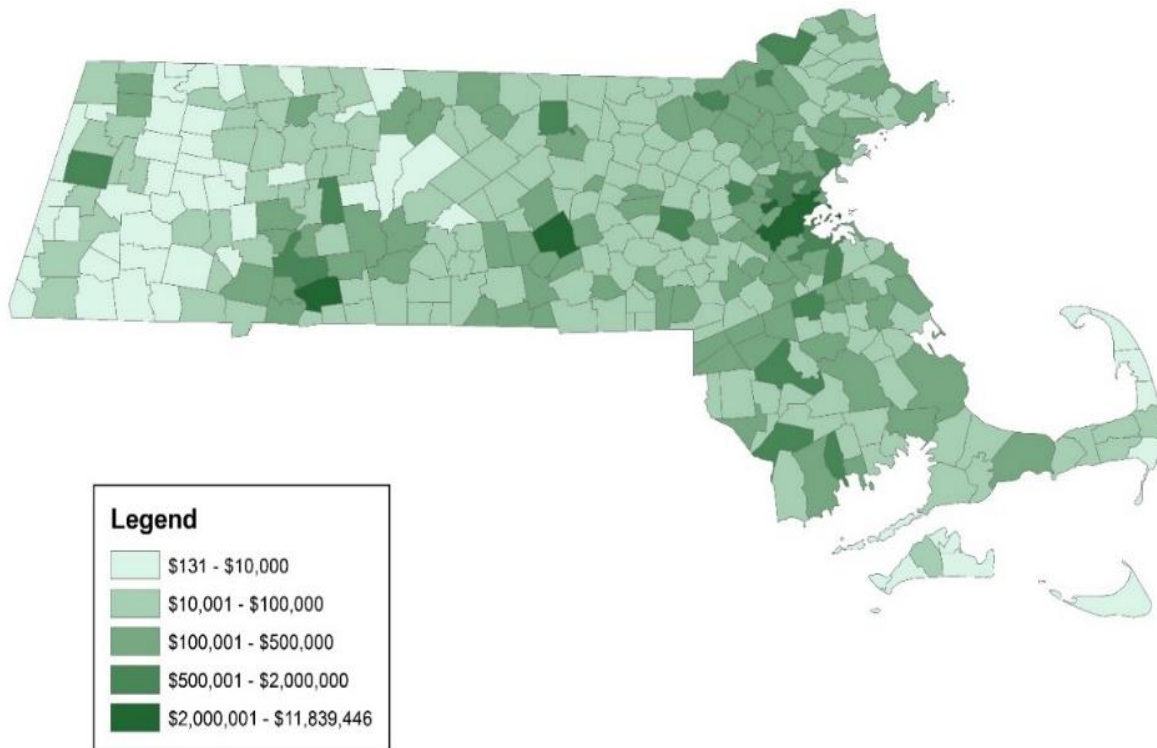 Legend
$131 - $10,000
$10,001 - $100,000
$100,001 - $500,000
$500,001 - $2,000,000
$2,000,001 - $11,839,446